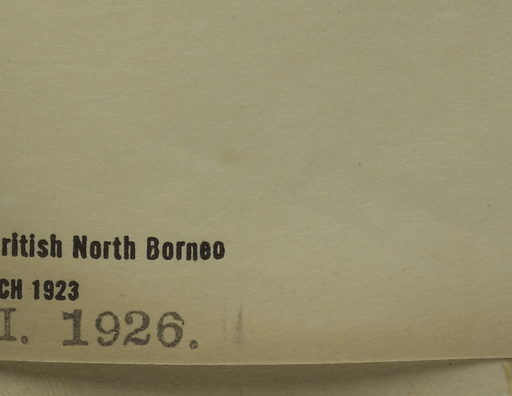 ritish North Borneo
CH 1923
I. 1926.